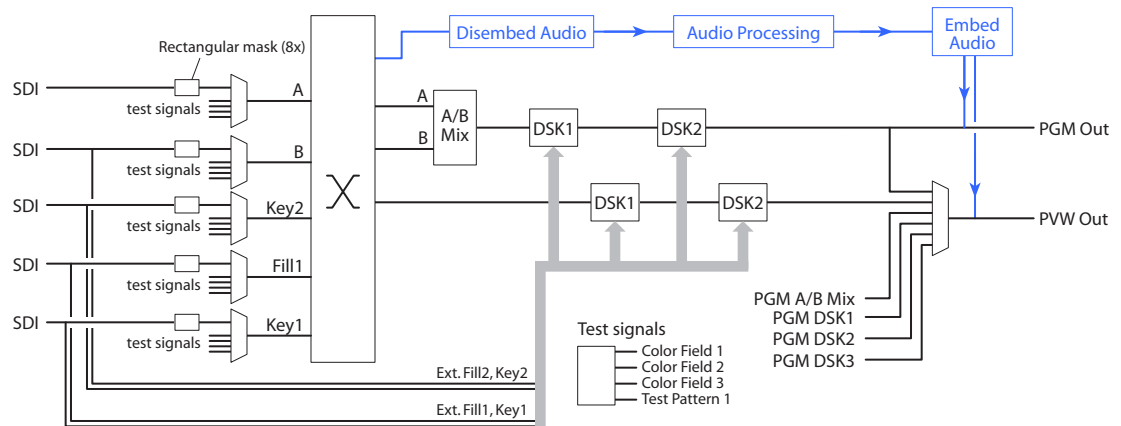 Disembed Audio
Audio Processing
Embed
Audio
Rectangular mask (8x)
SDI
A
test signals
A
A/B
Mix
B
DSK1
DSK2
PGM Out
SDI
B
test signals
SDI
Key2
test signals
DSK1
DSK2
PVW Out
SDI
Fill1
test signals
PGM A/B Mix
PGM DSK1
PGM DSK2
PGM DSK3
SDI
Key1
test signals
Test signals
Color Field 1
Color Field 2
Color Field 3
Test Pattern 1
Ext. Fill2, Key2
Ext. Fill1, Key1